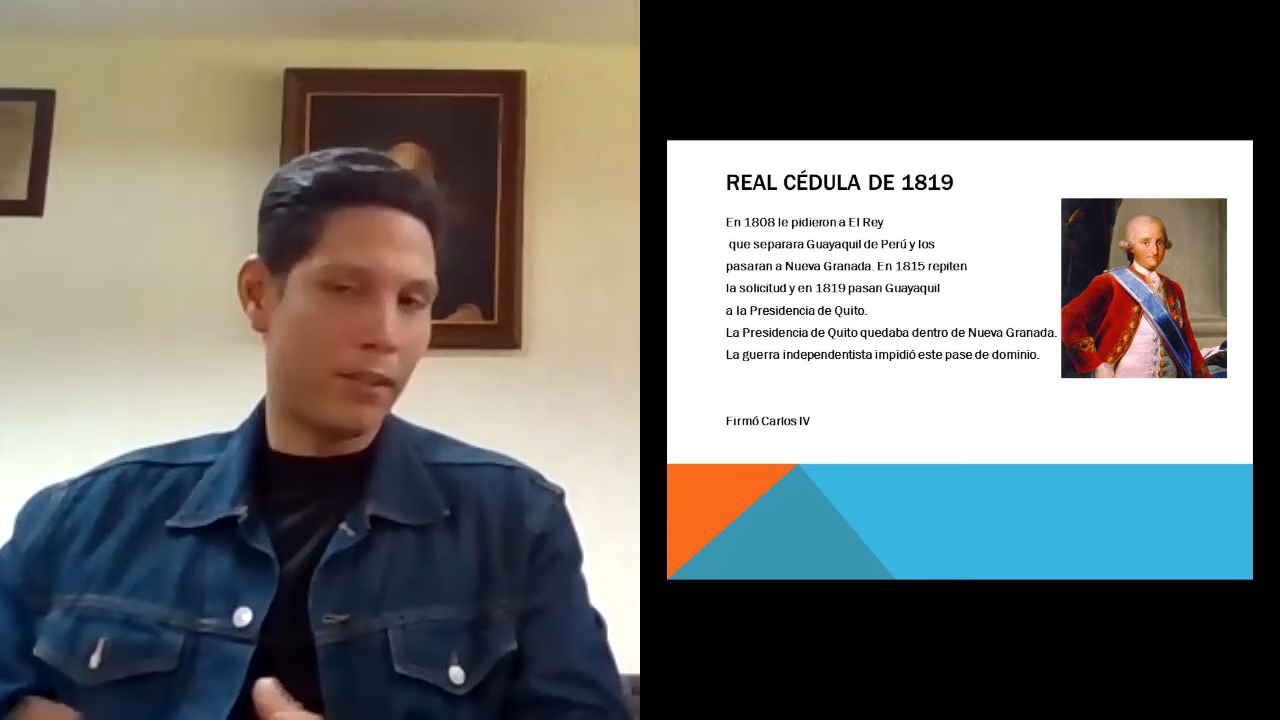 REAL CÉDULA DE 1819
En 1808 le pidieron a El Rey
que separara Guayaquil de Perú y los
pasaran a Nueva Granada. En 1815 repiten
la solicitud y en 1819 pasan Guayaquil
a la Presidencia de Quito.
La Presidencia de Quito quedaba dentro de Nueva Granada.
La guerra independentista impidió este pase de dominio.
Firmó Carlos IV